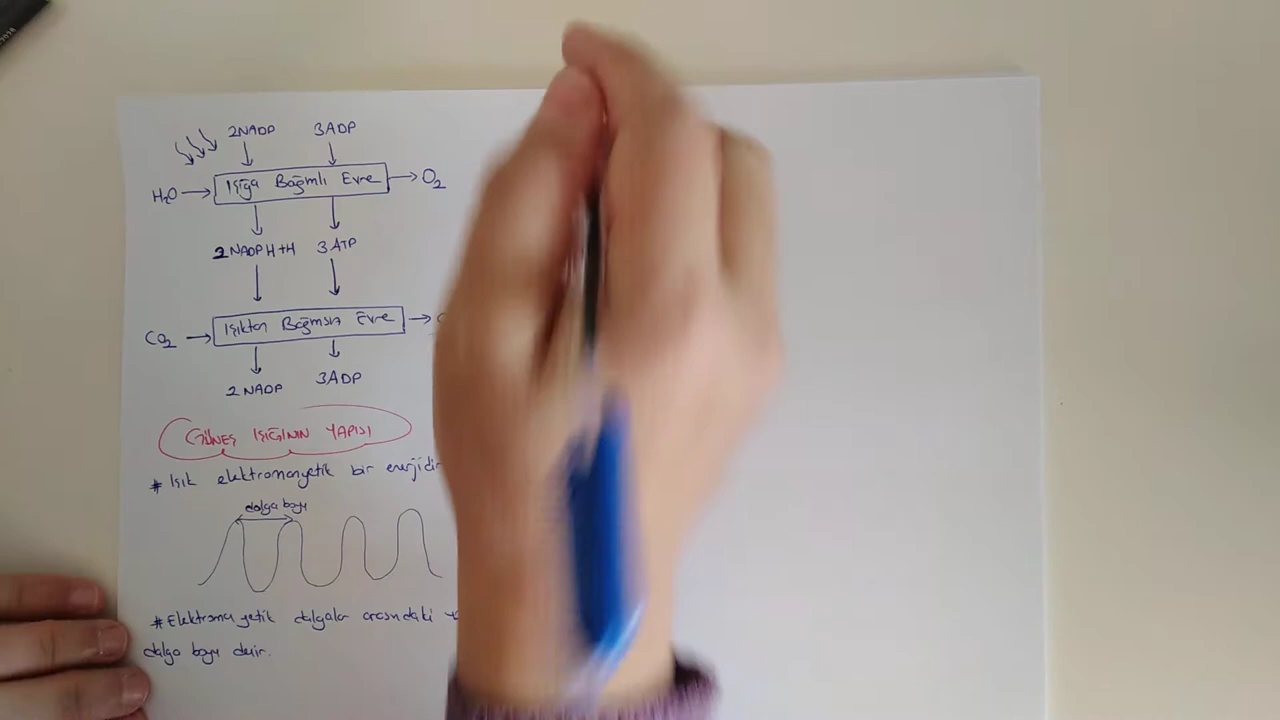 2NADP 3ADP
H₂O → Işığa Bağımlı Evre → O₂
2NADPH+H 3ATP
CO₂ → Işıktan Bağımsız Evre →
2NADP 3ADP
GÜNEŞ IŞIĞININ YAPISI
* Işık elektromanyetik bir enerjidir
dalga boyu
* Elektromanyetik dalgalar arasındaki
dalga boyu denir.